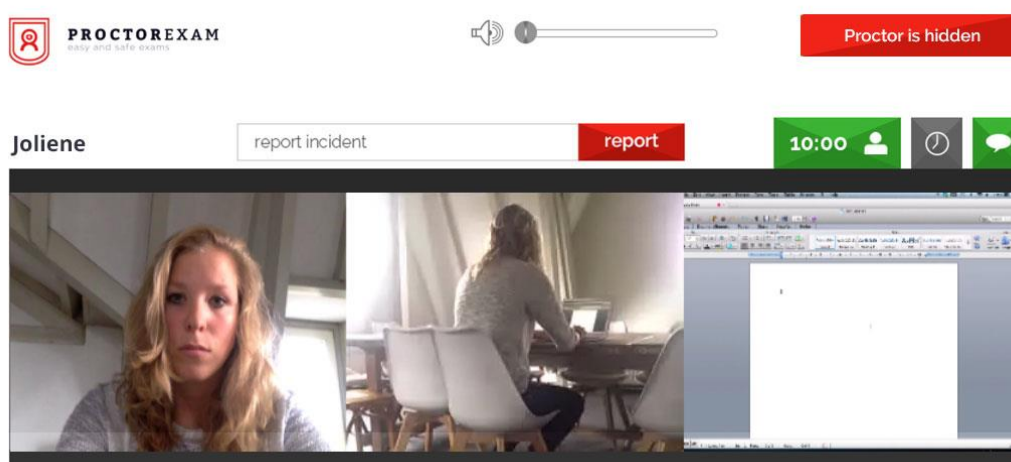 PROCTOREXAM
easy and safe exams
Proctor is hidden
Joliene
report incident
report
10:00